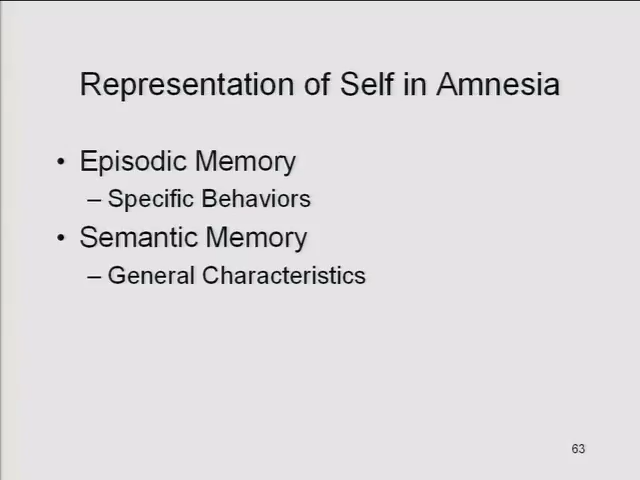 Representation of Self in Amnesia
• Episodic Memory
– Specific Behaviors
• Semantic Memory
– General Characteristics
63